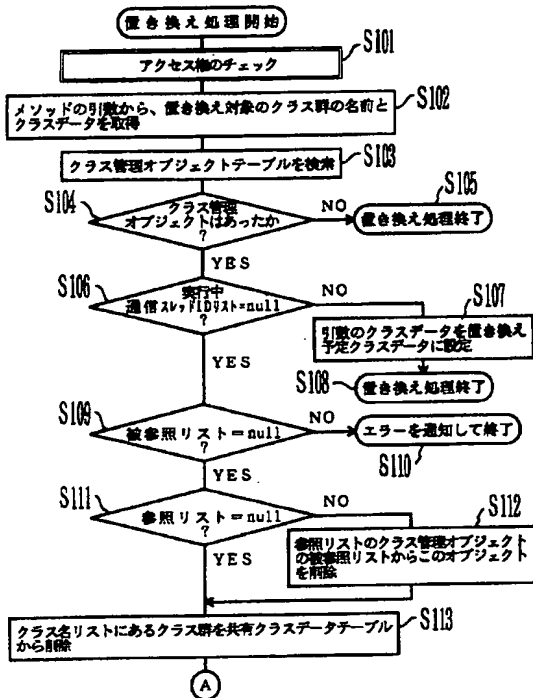 置き換え処理開始
S101
アクセス権のチェック
S102
メソッドの引数から、置き換え対象のクラス群の名前と
クラスデータを取得
S103
クラス管理オブジェクトテーブルを検索
S104
クラス管理
オブジェクトはあったか
?
NO
S105
置き換え処理終了
YES
S106
実行中
通信スレッドIDリスト=null
?
NO
S107
引数のクラスデータを置き換え
予定クラスデータに設定
YES
S108
置き換え処理終了
S109
被参照リスト=null
?
NO
エラーを通知して終了
S110
YES
S111
参照リスト=null
?
NO
S112
参照リストのクラス管理オブジェクト
の被参照リストからこのオブジェクト
を削除
YES
S113
クラス名リストにあるクラス群を共有クラスデータテーブル
から削除
A